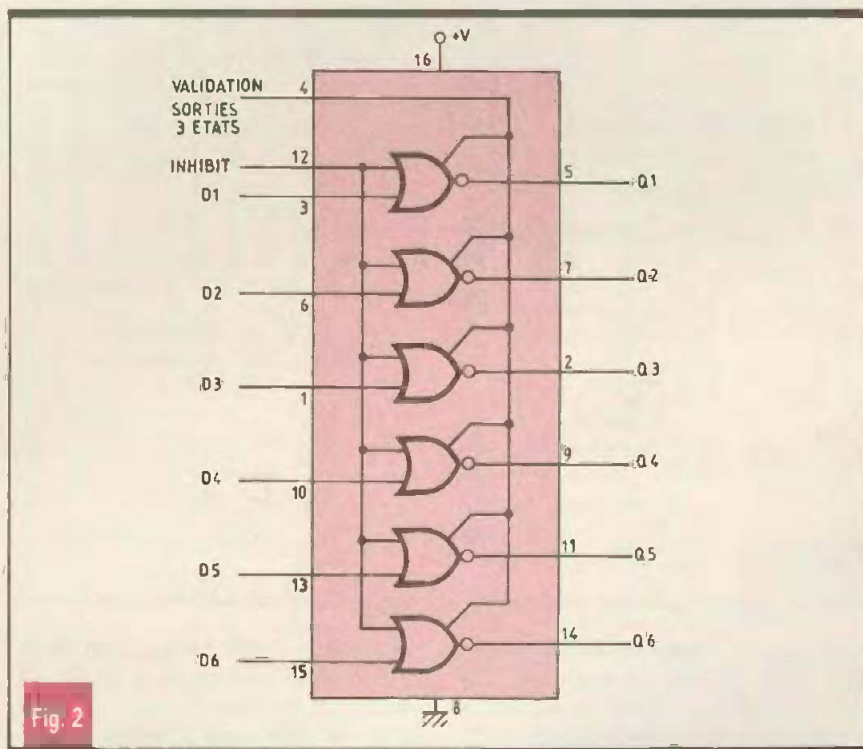 +V
16
VALIDATION 4
SORTIES
3 ETATS
INHIBIT 12
D1 3
5 Q1
D2 6
7 Q2
D3 1
2 Q3
D4 10
9 Q4
D5 13
11 Q5
D6 15
14 Q6
8
Fig. 2